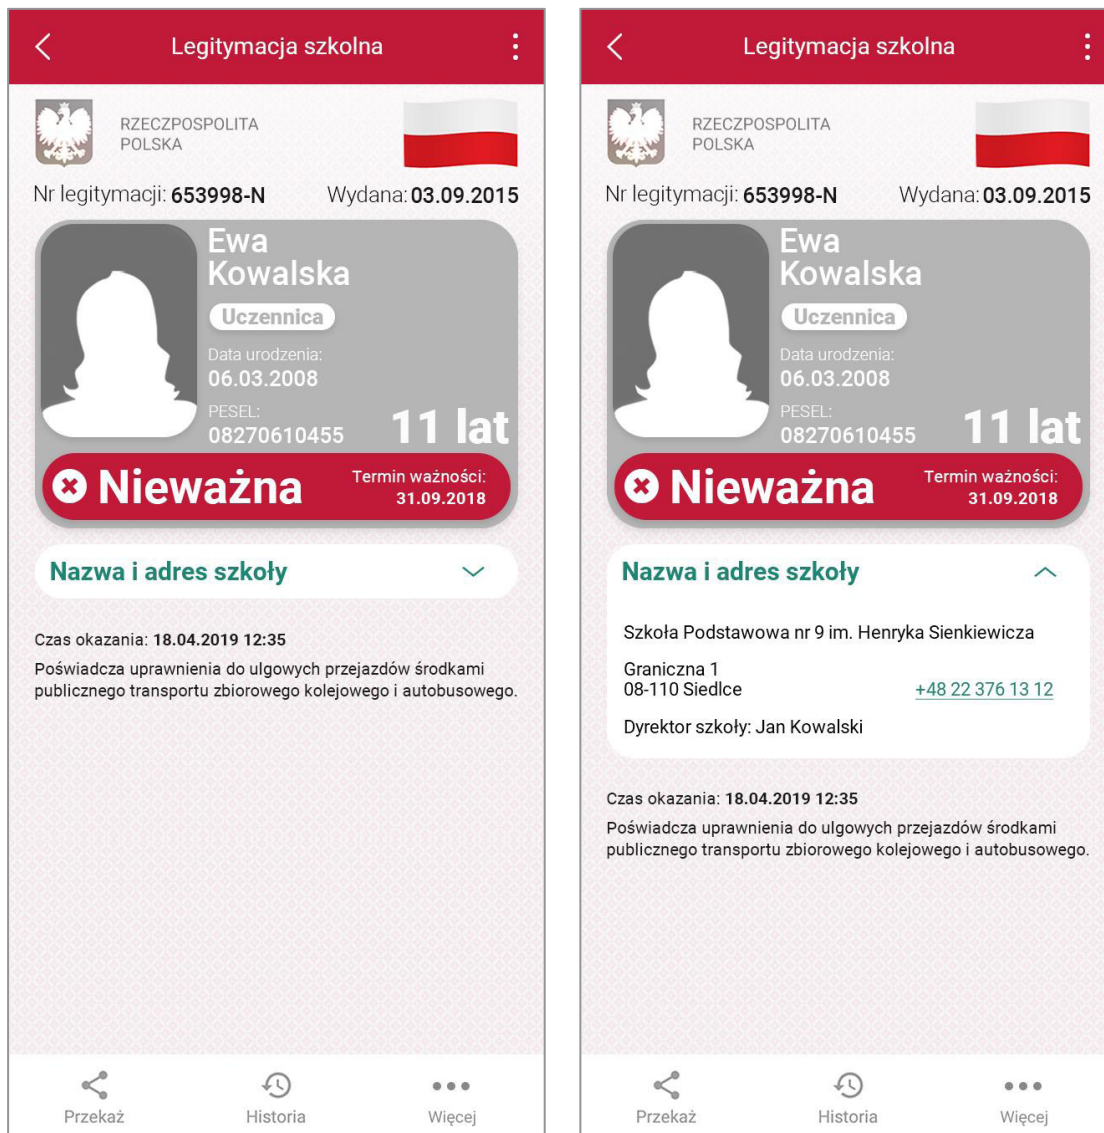 Legitymacja szkolna
RZECZPOSPOLITA
POLSKA
Nr legitymacji: 653998-N Wydana: 03.09.2015
Ewa
Kowalska
Uczennica
Data urodzenia:
06.03.2008
PESEL:
08270610455
11 lat
Nieważna
Termin ważności:
31.09.2018
Nazwa i adres szkoły
Czas okazania: 18.04.2019 12:35
Poświadcza uprawnienia do ulgowych przejazdów środkami
publicznego transportu zbiorowego kolejowego i autobusowego.
Przekaż Historia Więcej
Legitymacja szkolna
RZECZPOSPOLITA
POLSKA
Nr legitymacji: 653998-N Wydana: 03.09.2015
Ewa
Kowalska
Uczennica
Data urodzenia:
06.03.2008
PESEL:
08270610455
11 lat
Nieważna
Termin ważności:
31.09.2018
Nazwa i adres szkoły
Szkoła Podstawowa nr 9 im. Henryka Sienkiewicza
Graniczna 1
08-110 Siedlce +48 22 376 13 12
Dyrektor szkoły: Jan Kowalski
Czas okazania: 18.04.2019 12:35
Poświadcza uprawnienia do ulgowych przejazdów środkami
publicznego transportu zbiorowego kolejowego i autobusowego.
Przekaż Historia Więcej